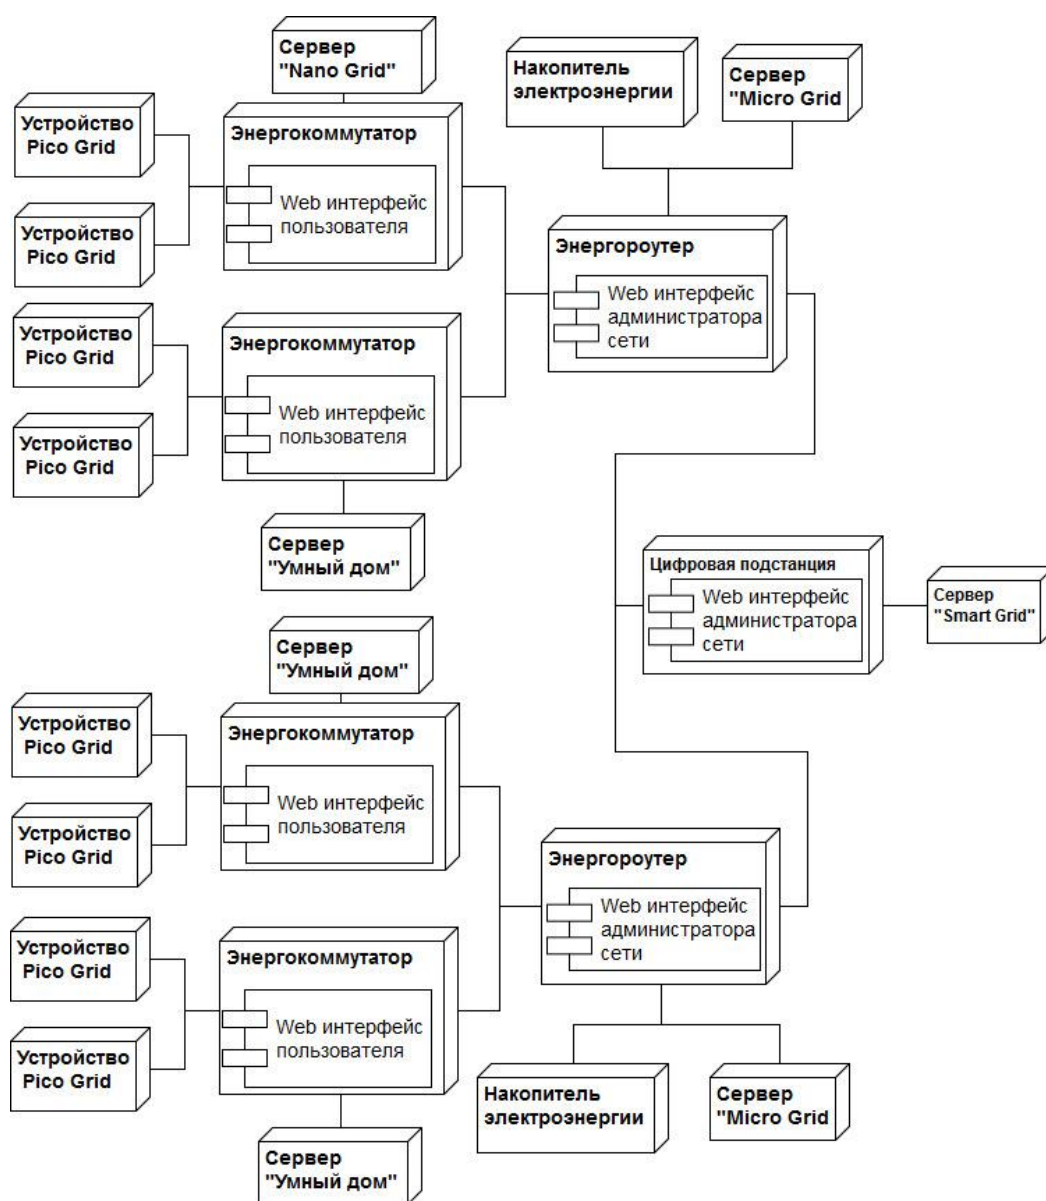 Сервер
"Nano Grid"
Накопитель
электроэнергии
Сервер
"Micro Grid
Устройство
Pico Grid
Энергокоммутатор
Web интерфейс
пользователя
Устройство
Pico Grid
Энергороутер
Web интерфейс
администратора
сети
Устройство
Pico Grid
Энергокоммутатор
Web интерфейс
пользователя
Устройство
Pico Grid
Сервер
"Умный дом"
Цифровая подстанция
Web интерфейс
администратора
сети
Сервер
"Smart Grid"
Сервер
"Умный дом"
Устройство
Pico Grid
Энергокоммутатор
Web интерфейс
пользователя
Устройство
Pico Grid
Энергороутер
Web интерфейс
администратора
сети
Устройство
Pico Grid
Энергокоммутатор
Web интерфейс
пользователя
Устройство
Pico Grid
Накопитель
электроэнергии
Сервер
"Micro Grid
Сервер
"Умный дом"